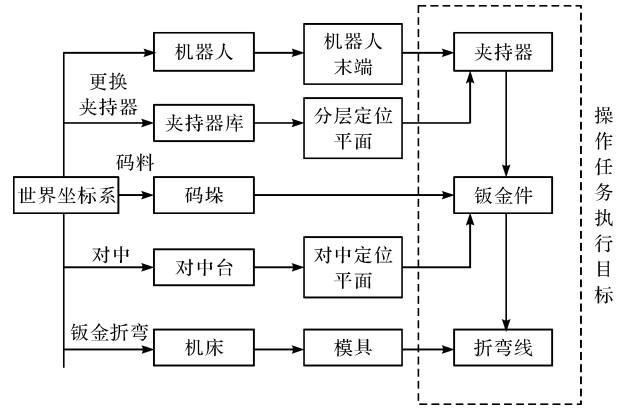 机器人
机器人
末端
夹持器
更换
夹持器
夹持器库
分层定位
平面
码料
世界坐标系
码垛
钣金件
对中
对中台
对中定位
平面
钣金折弯
机床
模具
折弯线
操作任务执行目标